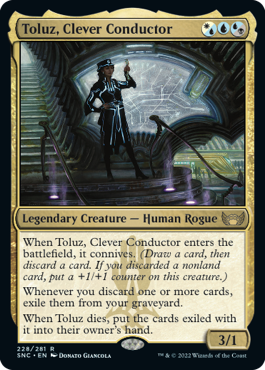 Toluz, Clever Conductor
Legendary Creature — Human Rogue
When Toluz, Clever Conductor enters the
battlefield, it connives. (Draw a card, then
discard a card. If you discarded a nonland
card, put a +1/+1 counter on this creature.)
Whenever you discard one or more cards,
exile them from your graveyard.
When Toluz dies, put the cards exiled with
it into their owner's hand.
228/281 R
SNC • EN Donato Giancola
3/1
™ & © 2022 Wizards of the Coast